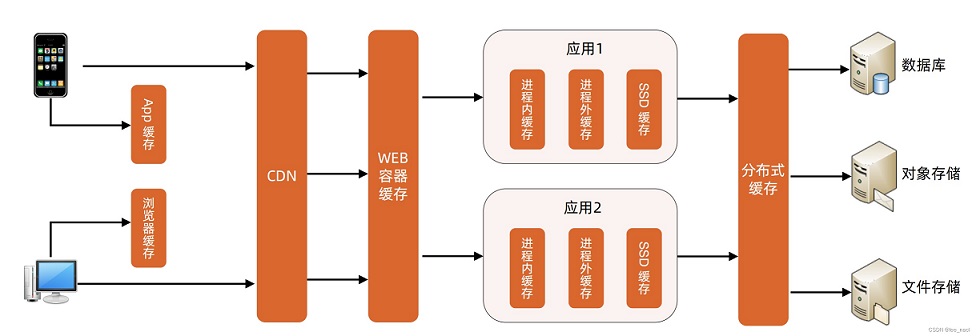 App 缓存
浏览器缓存
CDN
WEB
容器
缓存
应用1
进程内缓存
进程外缓存
SSD 缓存
应用2
进程内缓存
进程外缓存
SSD 缓存
分布式
缓存
数据库
对象存储
文件存储